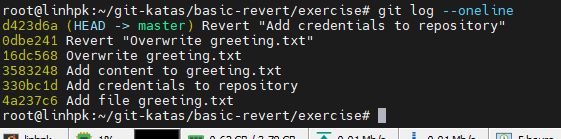 root@linhpk:~/git-katas/basic-revert/exercise# git log --oneline
d423d6a (HEAD -> master) Revert "Add credentials to repository"
0dbe241 Revert "Overwrite greeting.txt"
16dc568 Overwrite greeting.txt
3583248 Add content to greeting.txt
330bc1d Add credentials to repository
4a237c6 Add file greeting.txt
root@linhpk:~/git-katas/basic-revert/exercise#